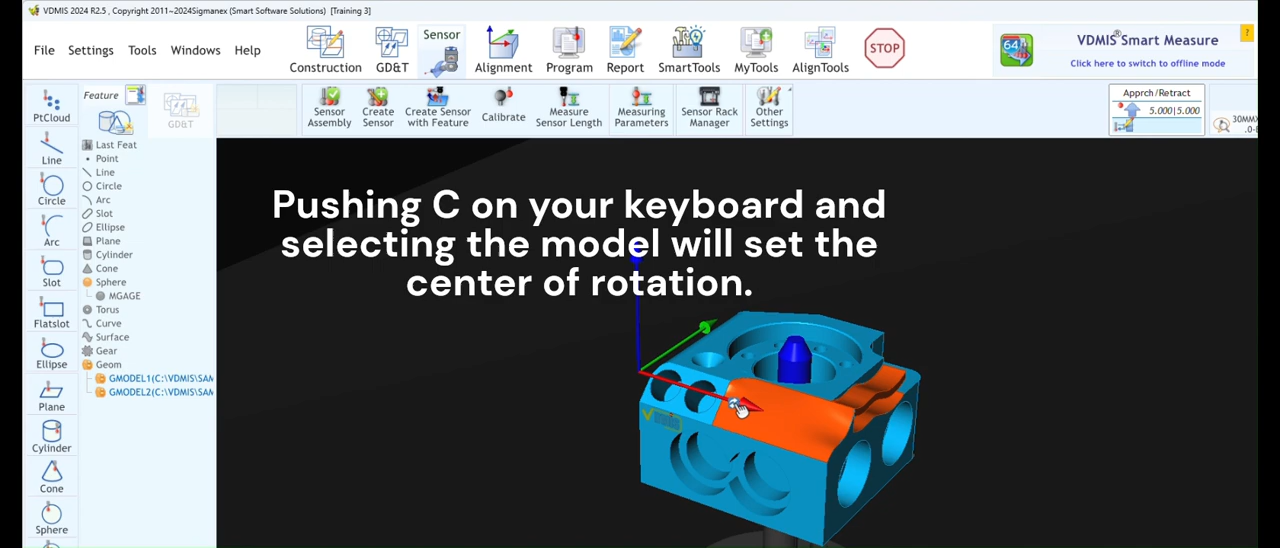 VDMIS 2024 R2.5 , Copyright 2011~2024Sigmanex (Smart Software Solutions) [Training 3]
File Settings Tools Windows Help
Construction
GD&T
Sensor
Alignment
Program
Report
SmartTools
MyTools
AlignTools
STOP
64
VDMIS® Smart Measure
Click here to switch to offline mode
?
PtCloud
Line
Circle
Arc
Slot
Flatslot
Ellipse
Plane
Cylinder
Cone
Sphere
Feature
GD&T
Last Feat
Point
Line
Circle
Arc
Slot
Ellipse
Plane
Cylinder
Cone
Sphere
MGAGE
Torus
Curve
Surface
Gear
Geom
GMODEL1(C:\VDMIS\SAM
GMODEL2(C:\VDMIS\SAM
Sensor
Assembly
Create
Sensor
Create Sensor
with Feature
Calibrate
Measure
Sensor Length
Measuring
Parameters
Sensor Rack
Manager
Other
Settings
Apprch/Retract
5.000|5.000
30MMX
Pushing C on your keyboard and
selecting the model will set the
center of rotation.